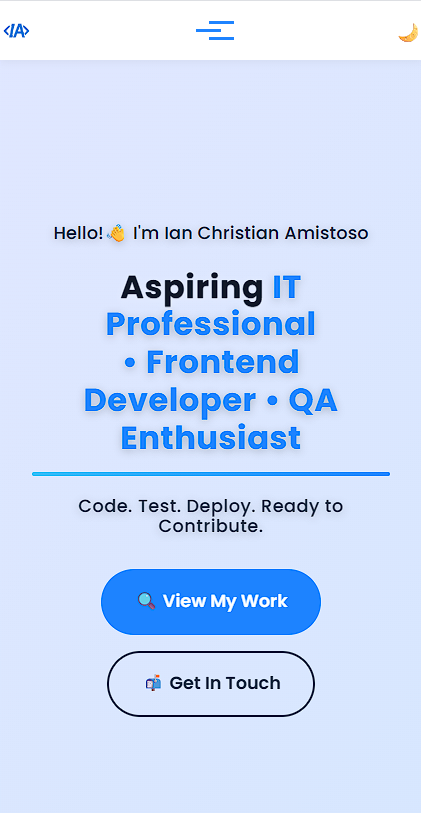 <IA>
Hello!👋 I'm Ian Christian Amistoso
Aspiring IT
Professional
• Frontend
Developer • QA
Enthusiast
Code. Test. Deploy. Ready to
Contribute.
🔍 View My Work
📬 Get In Touch